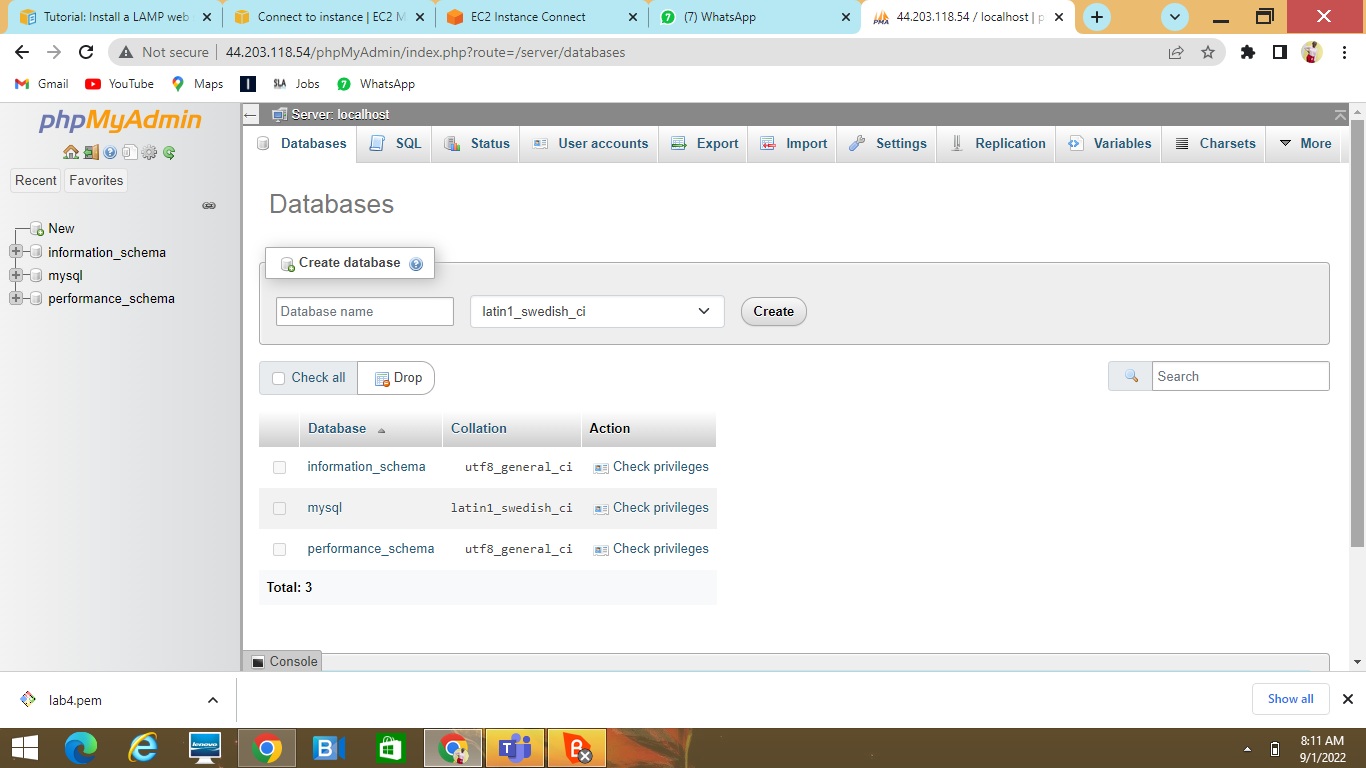 Tutorial: Install a LAMP web
Connect to instance | EC2 M
EC2 Instance Connect
(7) WhatsApp
44.203.118.54 / localhost | p
Not secure
44.203.118.54/phpMyAdmin/index.php?route=/server/databases
Gmail
YouTube
Maps
SLA Jobs
WhatsApp
phpMyAdmin
Recent
Favorites
New
information_schema
mysql
performance_schema
Server: localhost
Databases
SQL
Status
User accounts
Export
Import
Settings
Replication
Variables
Charsets
More
Databases
Create database
Database name
latin1_swedish_ci
Create
Check all
Drop
Search
Database
Collation
Action
information_schema
utf8_general_ci
Check privileges
mysql
latin1_swedish_ci
Check privileges
performance_schema
utf8_general_ci
Check privileges
Total: 3
Console
lab4.pem
Show all
lenovo
8:11 AM
9/1/2022